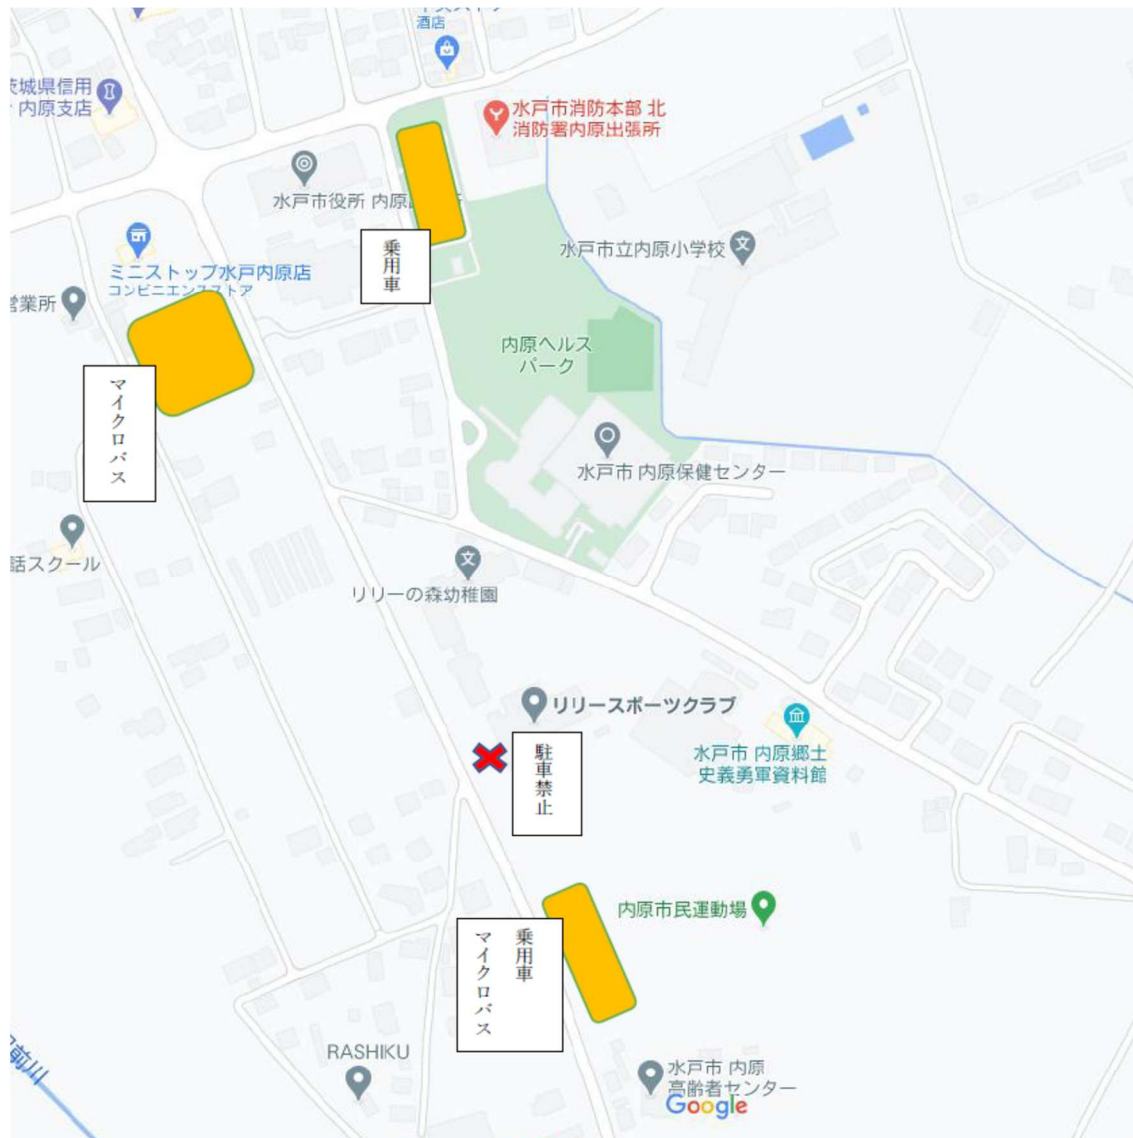 酒店
茨城県信用
内原支店
水戸市消防本部 北
消防署内原出張所
水戸市役所 内原
水戸市立内原小学校
乗用車
ミニストップ水戸内原店
コンビニエンスストア
営業所
内原ヘルス
パーク
マイクロバス
水戸市 内原保健センター
話スクール
リリーの森幼稚園
リリースポーツクラブ
駐車禁止
水戸市 内原郷土
史義勇軍資料館
内原市民運動場
乗用車
マイクロバス
RASHIKU
水戸市 内原
高齢者センター
Google
前川